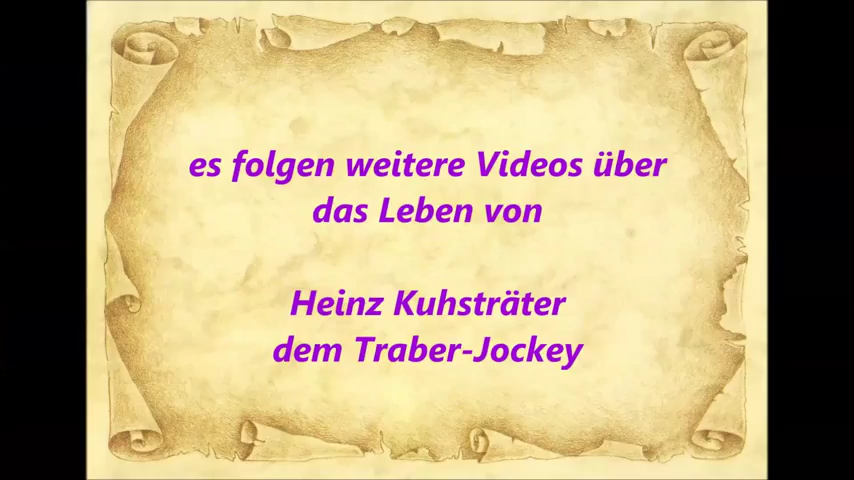 es folgen weitere Videos über
das Leben von
Heinz Kuhsträter
dem Traber-Jockey